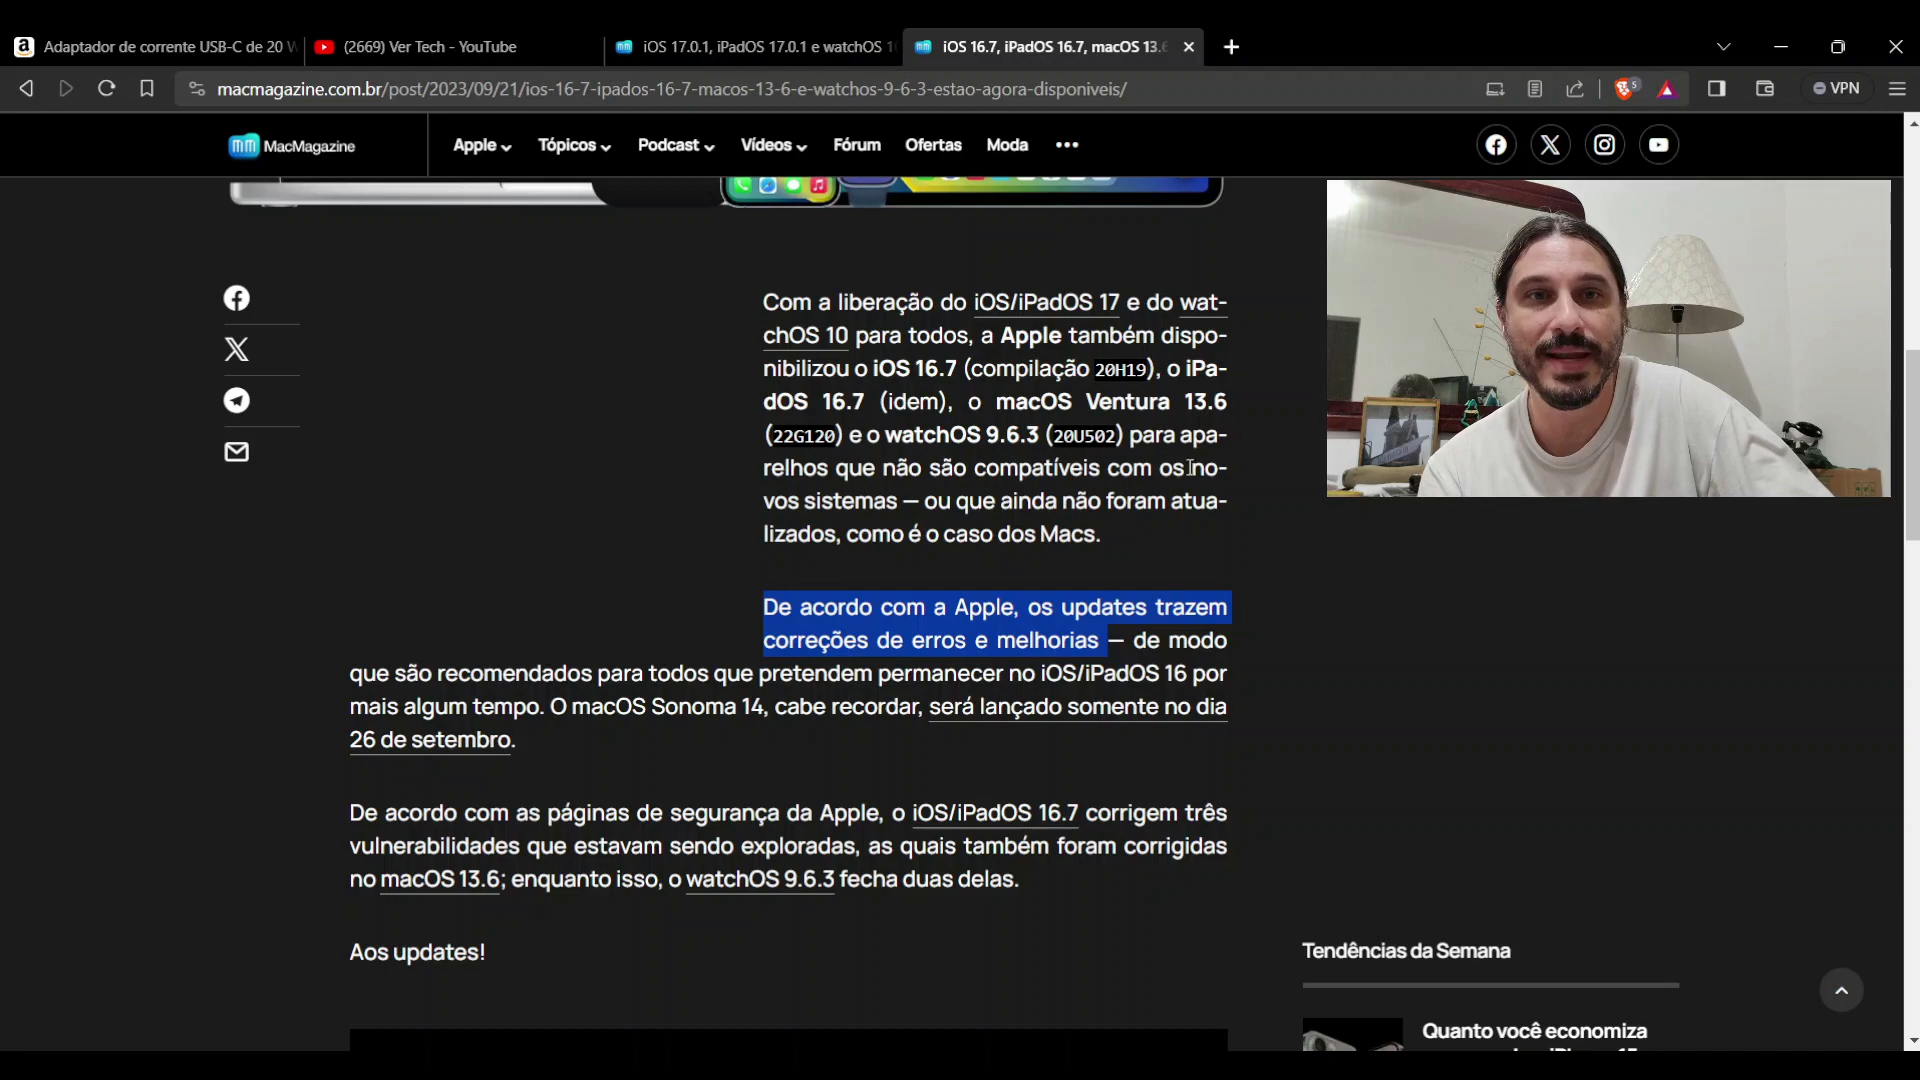 Adaptador de corrente USB-C de 20 W
(2669) Ver Tech - YouTube
iOS 17.0.1, iPadOS 17.0.1 e watchOS 1
iOS 16.7, iPadOS 16.7, macOS 13.6
macmagazine.com.br/post/2023/09/21/ios-16-7-ipados-16-7-macos-13-6-e-watchos-9-6-3-estao-agora-disponiveis/
5
VPN
MacMagazine
Apple
Tópicos
Podcast
Vídeos
Fórum
Ofertas
Moda
Com a liberação do iOS/iPadOS 17 e do wat-
chOS 10 para todos, a Apple também dispo-
nibilizou o iOS 16.7 (compilação 20H19), o iPa-
dOS 16.7 (idem), o macOS Ventura 13.6
(22G120) e o watchOS 9.6.3 (20U502) para apa-
relhos que não são compatíveis com os no-
vos sistemas — ou que ainda não foram atua-
lizados, como é o caso dos Macs.
De acordo com a Apple, os updates trazem
correções de erros e melhorias — de modo
que são recomendados para todos que pretendem permanecer no iOS/iPadOS 16 por
mais algum tempo. O macOS Sonoma 14, cabe recordar, será lançado somente no dia
26 de setembro.
De acordo com as páginas de segurança da Apple, o iOS/iPadOS 16.7 corrigem três
vulnerabilidades que estavam sendo exploradas, as quais também foram corrigidas
no macOS 13.6; enquanto isso, o watchOS 9.6.3 fecha duas delas.
Aos updates!
Tendências da Semana
Quanto você economiza